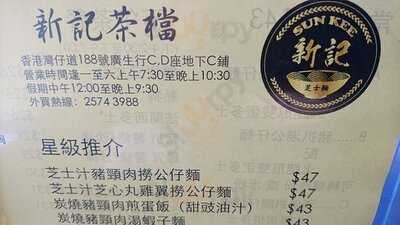 新記茶檔
香港灣仔道188號廣生行C,D座地下C鋪
營業時間逢一至六上午7:30至晚上10:30
假期中午12:00至晚上9:30
外賣熱線: 2574 3988
SUN KEE
新記
芝士麵
星級推介
芝士汁豬頸肉撈公仔麵 $47
芝士汁芝心丸雞翼撈公仔麵 $47
炭燒豬頸肉煎蛋飯（甜豉油汁） $43
炭燒豬頸肉湯蝦子麵 $43